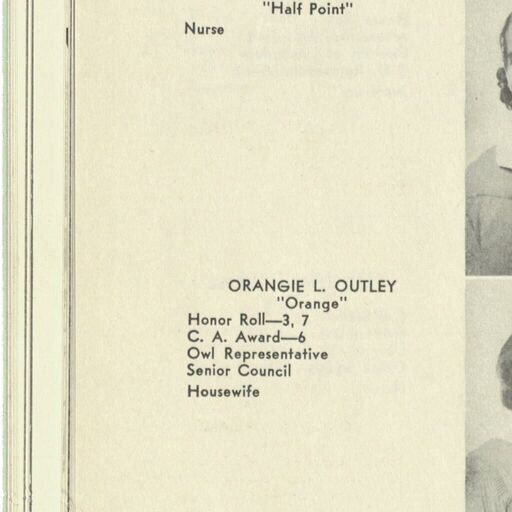 "Half Point"
Nurse
ORANGIE L. OUTLEY
"Orange"
Honor Roll—3, 7
C. A. Award—6
Owl Representative
Senior Council
Housewife